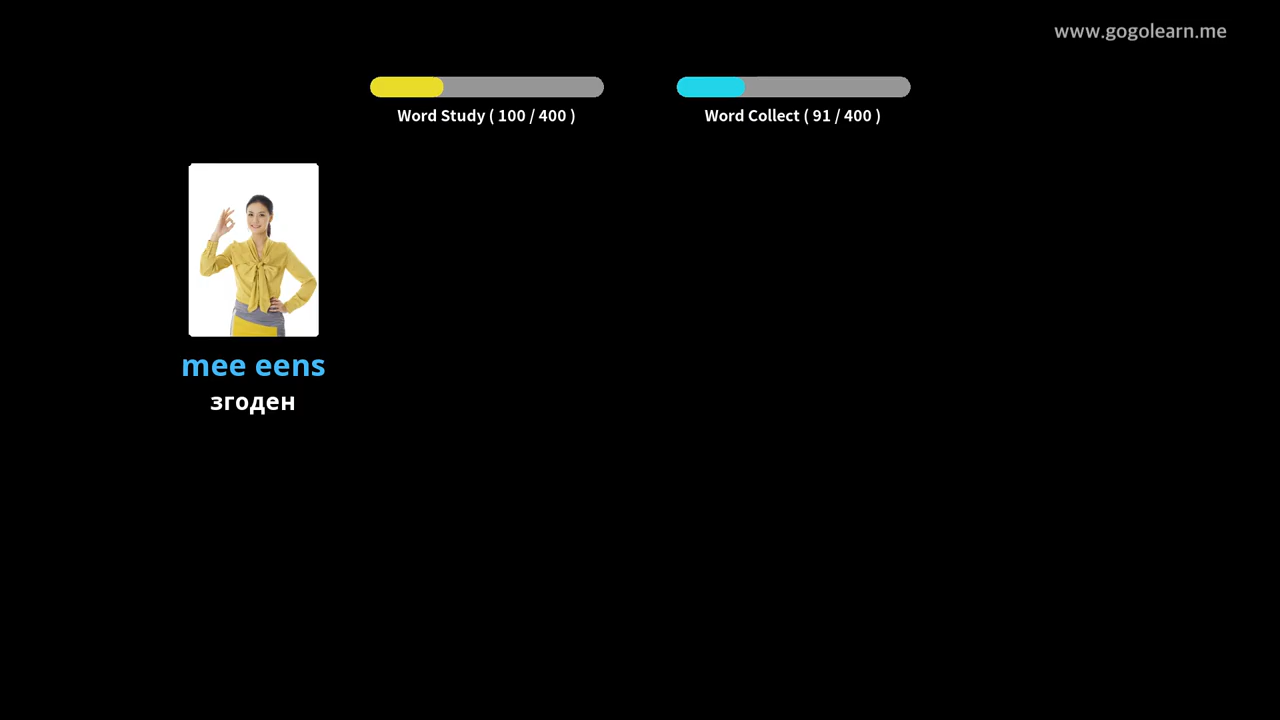 www.gogolearn.me
Word Study ( 100 / 400 )
Word Collect ( 91 / 400 )
mee eens
згоден